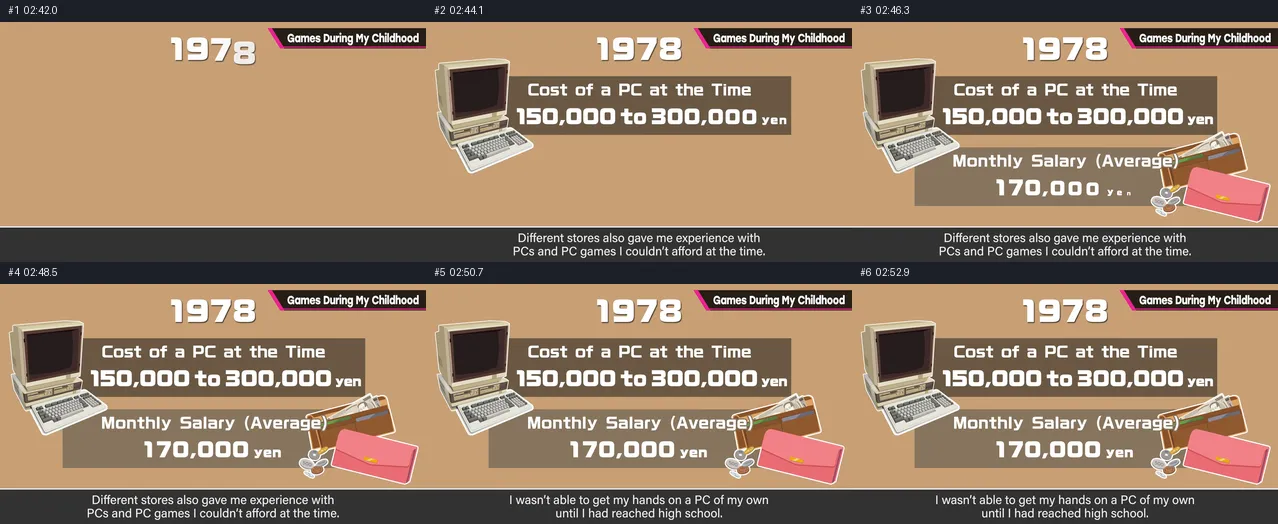 #1 02:42.0
Games During My Childhood
1978
#2 02:44.1
Games During My Childhood
1978
Cost of a PC at the Time
150,000 to 300,000 yen
Different stores also gave me experience with
PCs and PC games I couldn't afford at the time.
#3 02:46.3
Games During My Childhood
1978
Cost of a PC at the Time
150,000 to 300,000 yen
Monthly Salary (Average)
170,000 yen
Different stores also gave me experience with
PCs and PC games I couldn't afford at the time.
#4 02:48.5
Games During My Childhood
1978
Cost of a PC at the Time
150,000 to 300,000 yen
Monthly Salary (Average)
170,000 yen
Different stores also gave me experience with
PCs and PC games I couldn't afford at the time.
#5 02:50.7
Games During My Childhood
1978
Cost of a PC at the Time
150,000 to 300,000 yen
Monthly Salary (Average)
170,000 yen
I wasn't able to get my hands on a PC of my own
until I had reached high school.
#6 02:52.9
Games During My Childhood
1978
Cost of a PC at the Time
150,000 to 300,000 yen
Monthly Salary (Average)
170,000 yen
I wasn't able to get my hands on a PC of my own
until I had reached high school.